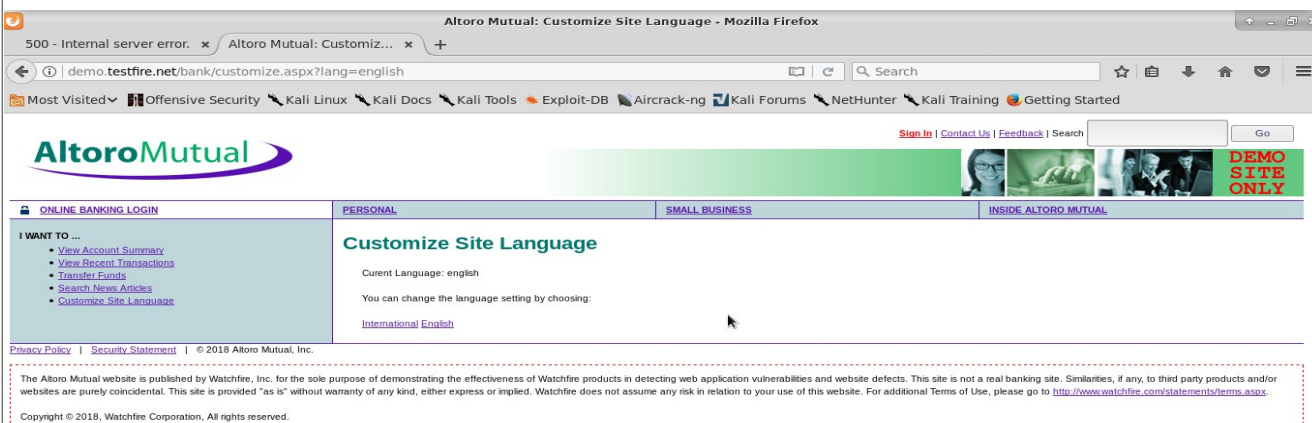 Altoro Mutual: Customize Site Language - Mozilla Firefox
500 - Internal server error. × Altoro Mutual: Customiz... × +
demo.testfire.net/bank/customize.aspx?lang=english Search
Most Visited Offensive Security Kali Linux Kali Docs Kali Tools Exploit-DB Aircrack-ng Kali Forums NetHunter Kali Training Getting Started
Sign In | Contact Us | Feedback | Search Go
AltoroMutual
DEMO
SITE
ONLY
ONLINE BANKING LOGIN PERSONAL SMALL BUSINESS INSIDE ALTORO MUTUAL
I WANT TO ...
• View Account Summary
• View Recent Transactions
• Transfer Funds
• Search News Articles
• Customize Site Language
Customize Site Language
Curent Language: english
You can change the language setting by choosing:
International English
Privacy Policy | Security Statement | © 2018 Altoro Mutual, Inc.
The Altoro Mutual website is published by Watchfire, Inc. for the sole purpose of demonstrating the effectiveness of Watchfire products in detecting web application vulnerabilities and website defects. This site is not a real banking site. Similarities, if any, to third party products and/or
websites are purely coincidental. This site is provided "as is" without warranty of any kind, either express or implied. Watchfire does not assume any risk in relation to your use of this website. For additional Terms of Use, please go to http://www.watchfire.com/statements/terms.aspx.
Copyright © 2018, Watchfire Corporation, All rights reserved.